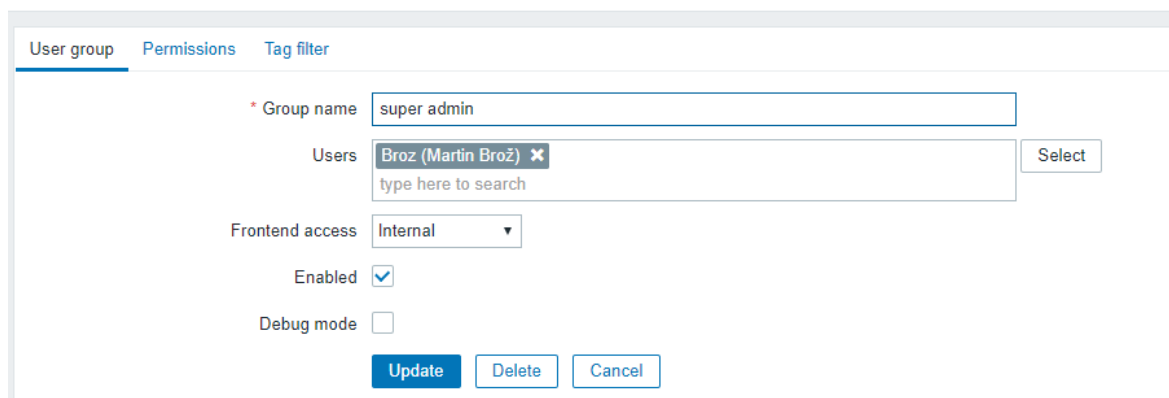 User group Permissions Tag filter
* Group name super admin
Users Broz (Martin Brož) Select
type here to search
Frontend access Internal
Enabled
Debug mode
Update Delete Cancel